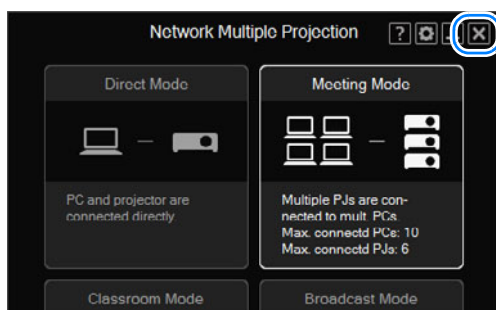 Network Multiple Projection
?
Direct Mode
Meeting Mode
PC and projector are
connected directly
Multiple PJs are con-
nected to mult. PCs.
Max. connectd PCs: 10
Max. connectd PJs: 6
Classroom Mode
Broadcast Mode